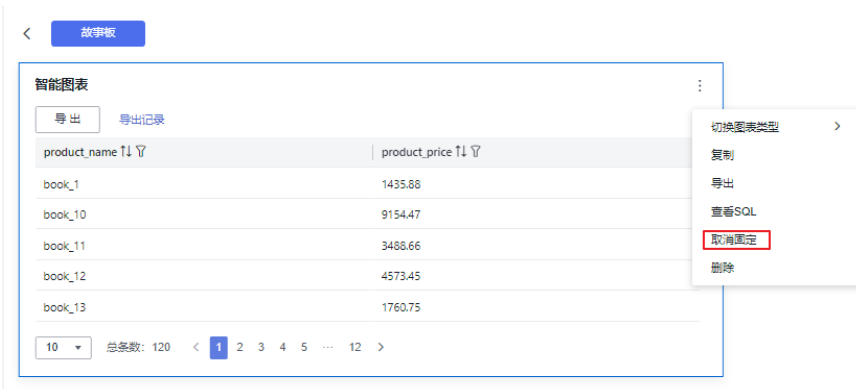 故事板
智能图表
导出 导出记录
product_name product_price
book_1 1435.88
book_10 9154.47
book_11 3488.66
book_12 4573.45
book_13 1760.75
10 总条数: 120 < 1 2 3 4 5 ··· 12 >
切换图表类型 >
复制
导出
查看SQL
取消固定
删除